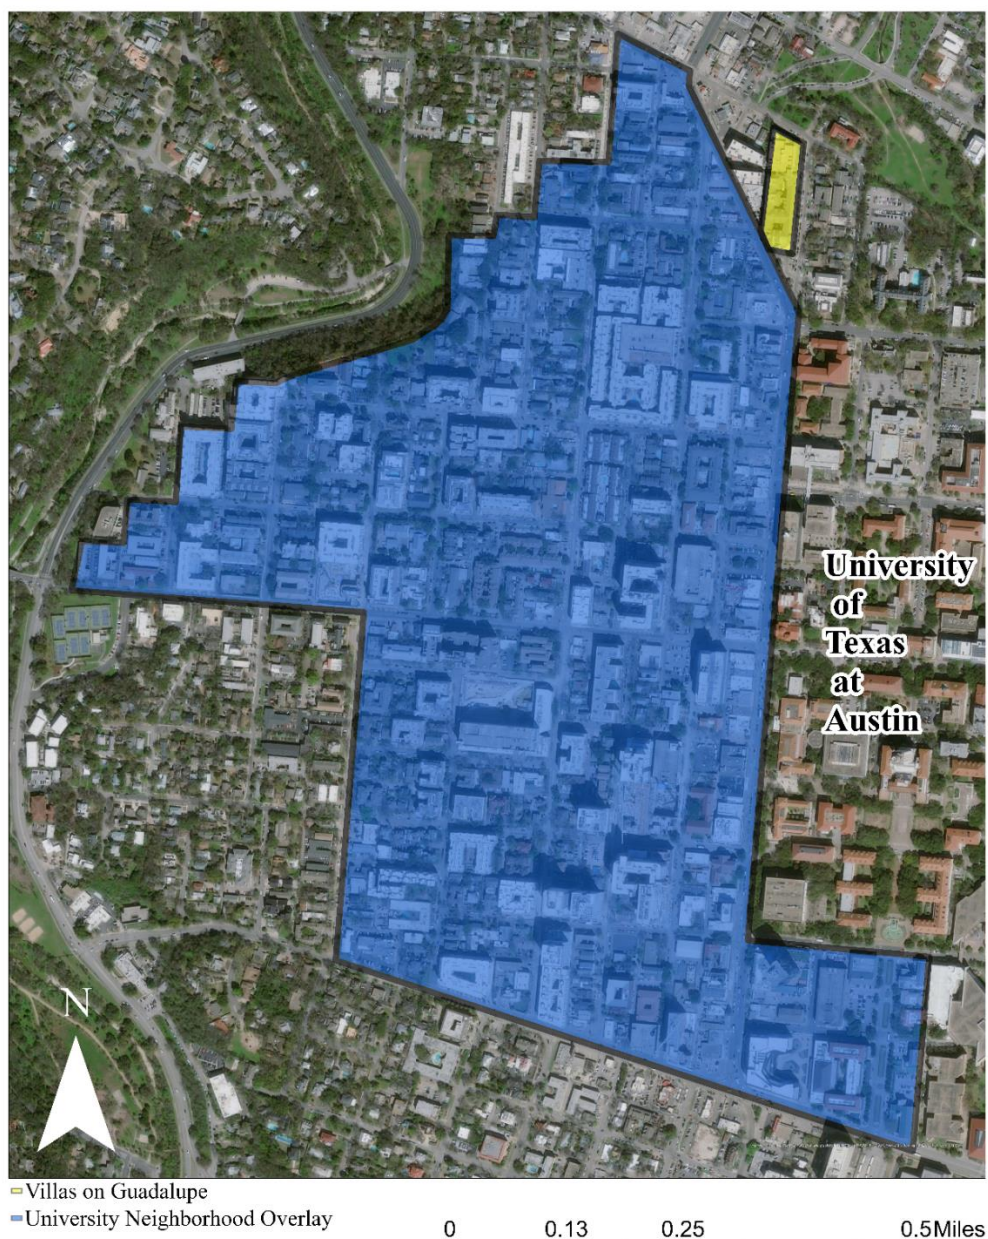 University
of
Texas
at
Austin
N
Villas on Guadalupe
University Neighborhood Overlay
0 0.13 0.25 0.5Miles